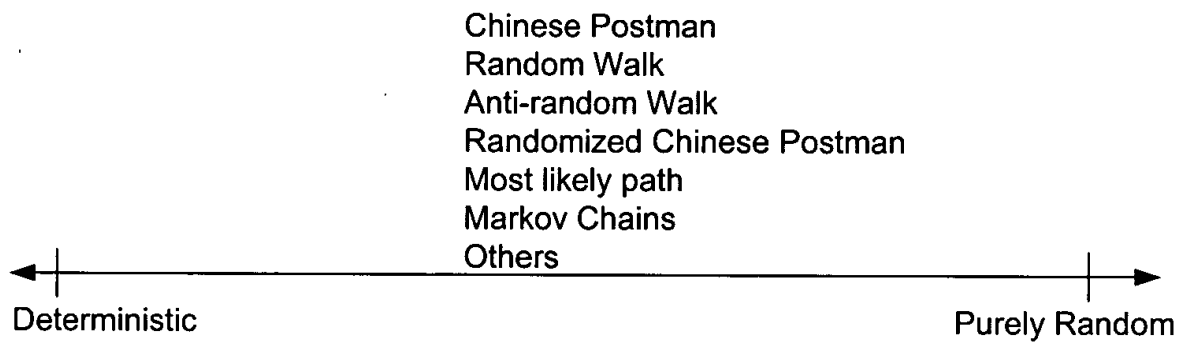 Chinese Postman
Random Walk
Anti-random Walk
Randomized Chinese Postman
Most likely path
Markov Chains
Others
Deterministic
Purely Random